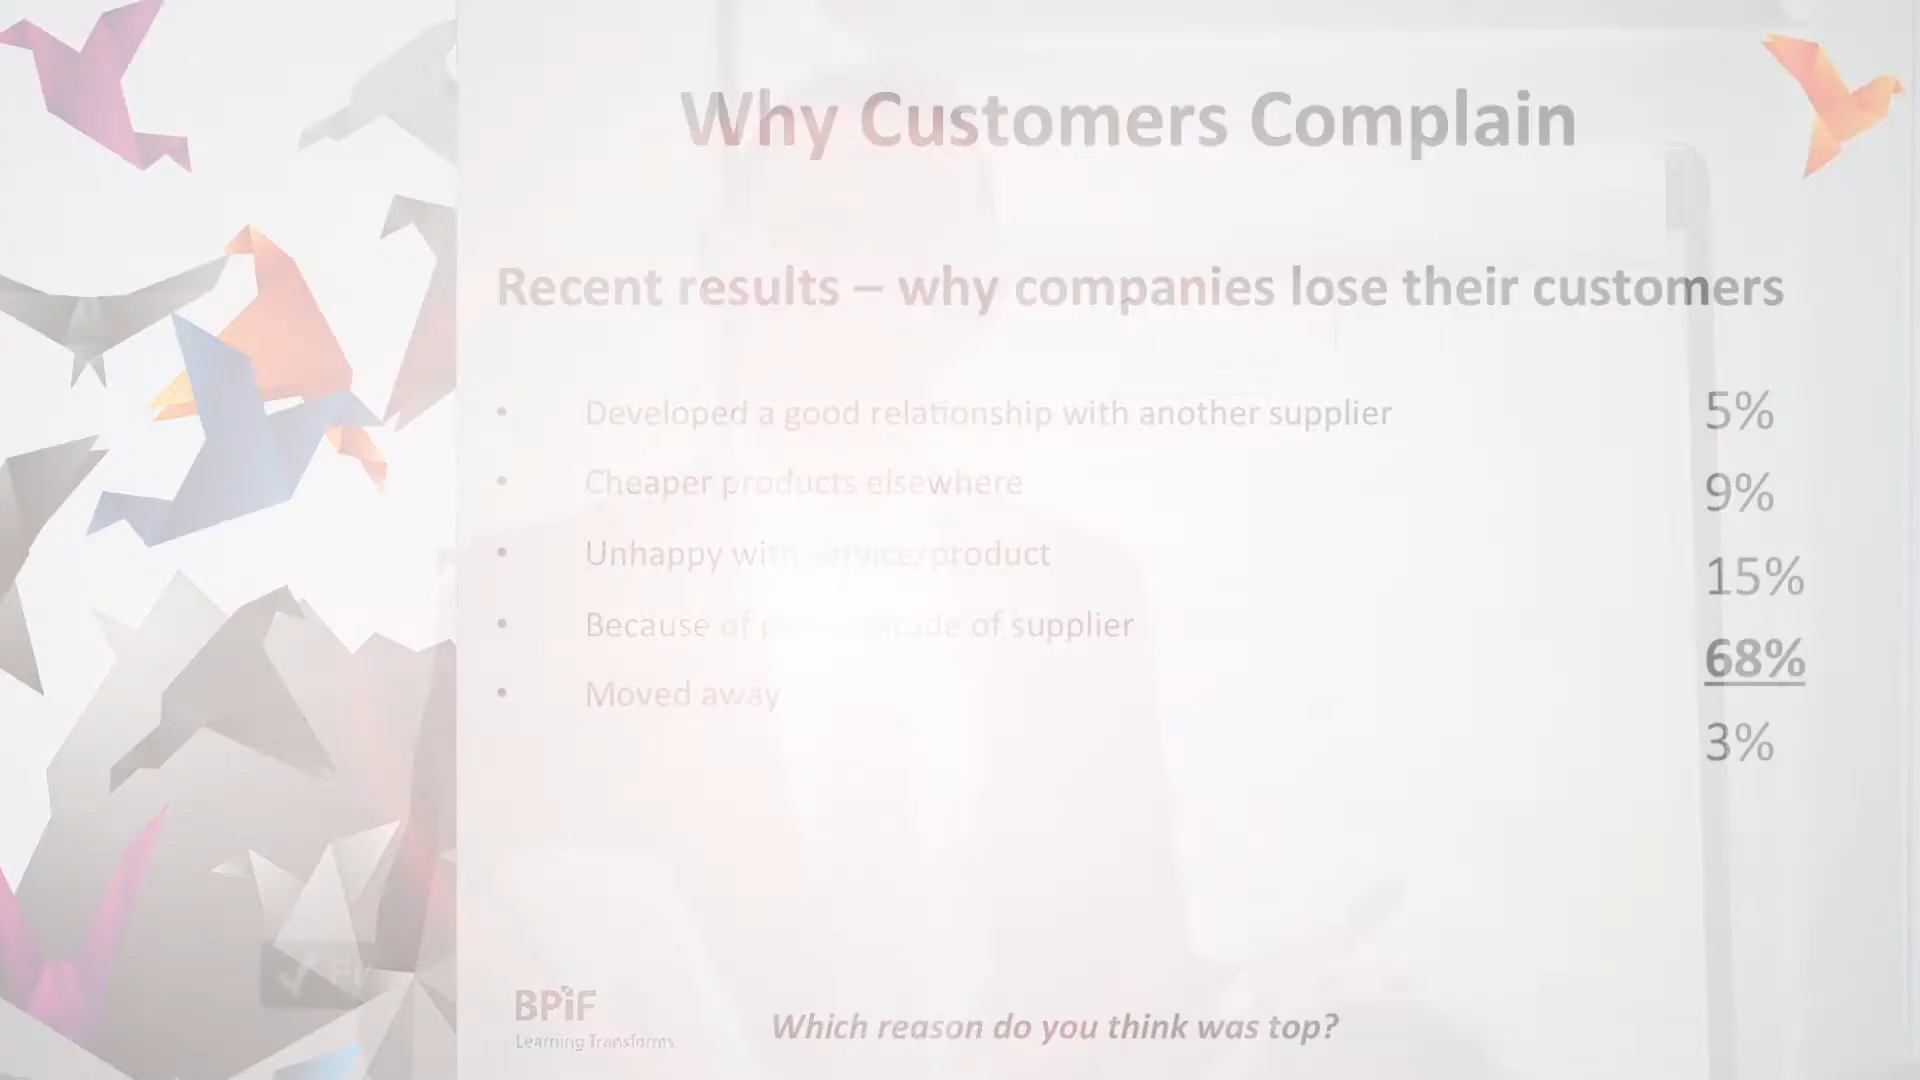 Why Customers Complain
Recent results – why companies lose their customers
• Developed a good relationship with another supplier 5%
• Cheaper products elsewhere 9%
• Unhappy with service/product 15%
• Because of of supplier 68%
• Moved away 3%
BPiF
Learning Transforms
Which reason do you think was top?